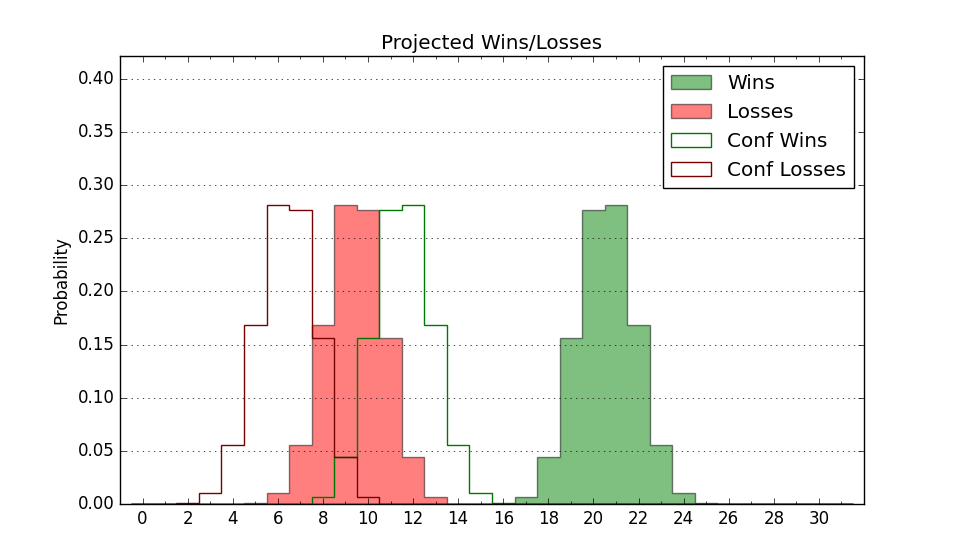 Projected Wins/Losses
Wins
Losses
Conf Wins
Conf Losses
Probability
0.40
0.35
0.30
0.25
0.20
0.15
0.10
0.05
0.00
0 2 4 6 8 10 12 14 16 18 20 22 24 26 28 30